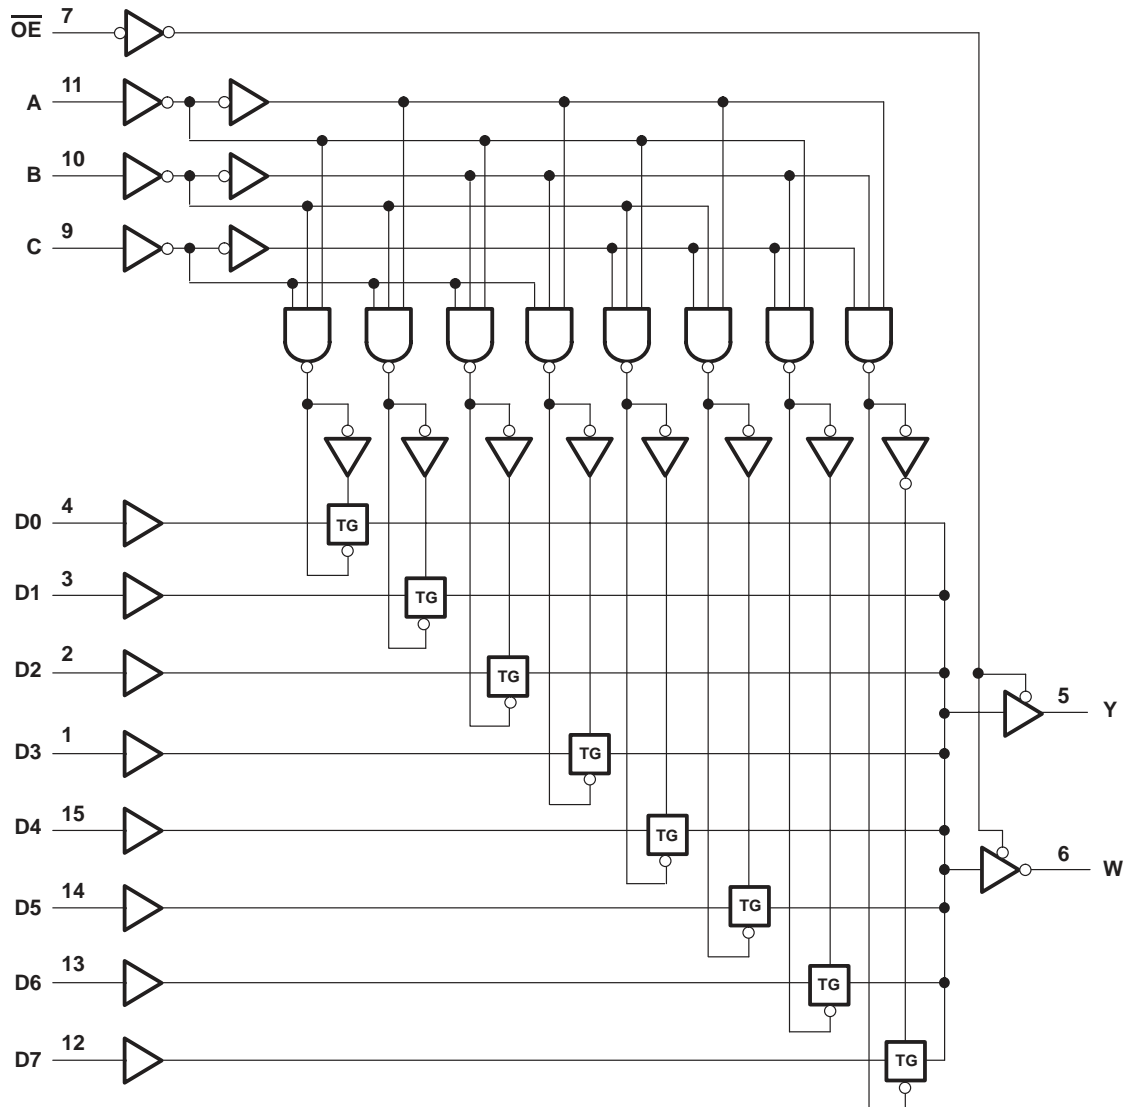 OE 7
A 11
B 10
C 9
D0 4 TG
D1 3 TG
D2 2 TG
5 Y
D3 1 TG
D4 15 TG
6 W
D5 14 TG
D6 13 TG
D7 12 TG